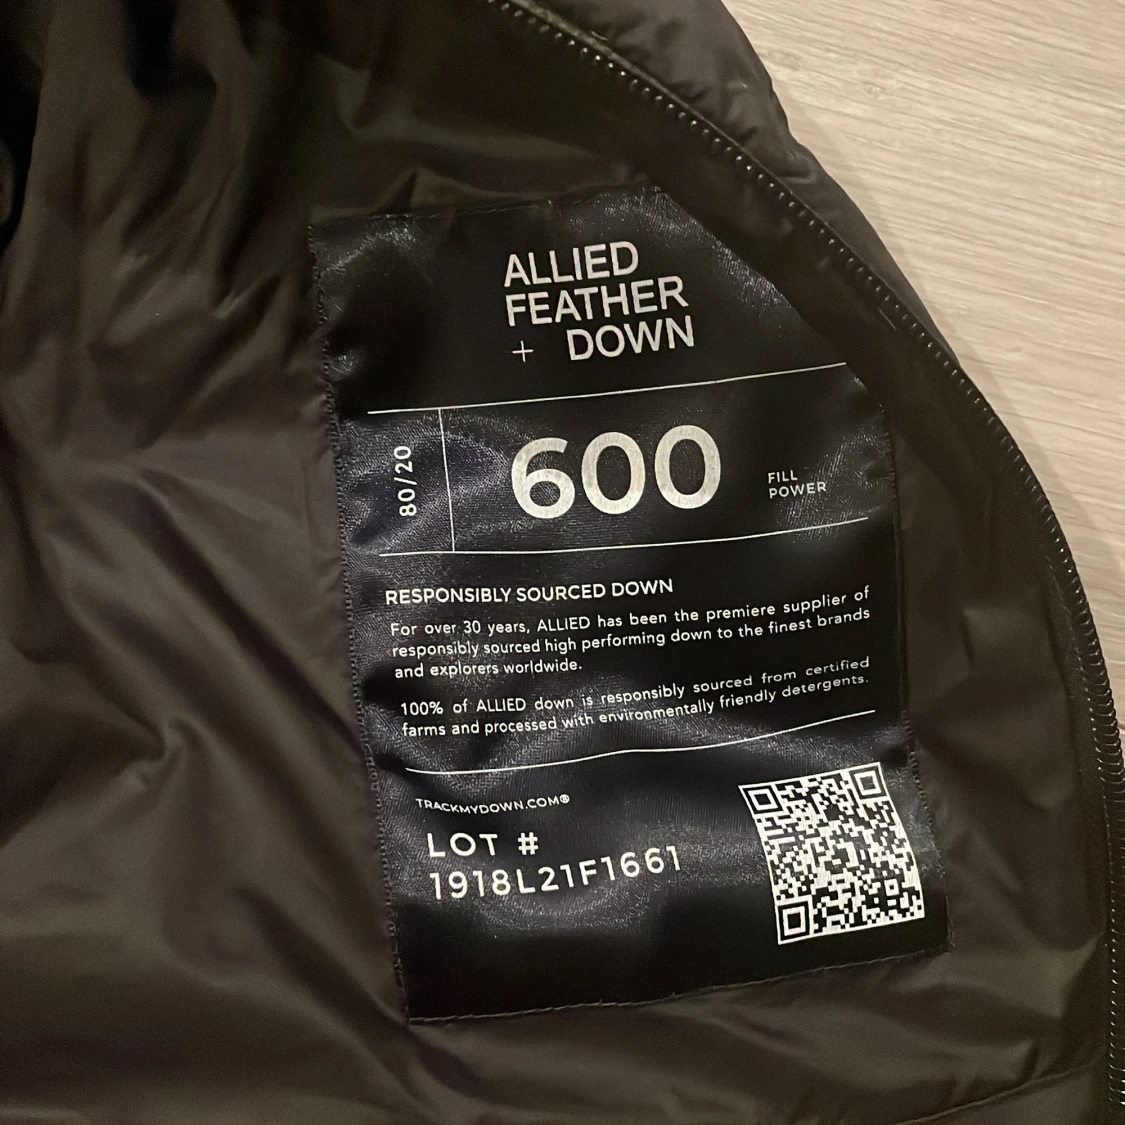 ALLIED
FEATHER
+ DOWN
80/20
600
FILL
POWER
RESPONSIBLY SOURCED DOWN
For over 30 years, ALLIED has been the premiere supplier of
responsibly sourced high performing down to the finest brands
and explorers worldwide.
100% of ALLIED down is responsibly sourced from certified
farms and processed with environmentally friendly detergents.
TRACKMYDOWN.COM®
LOT #
1918L21F1661